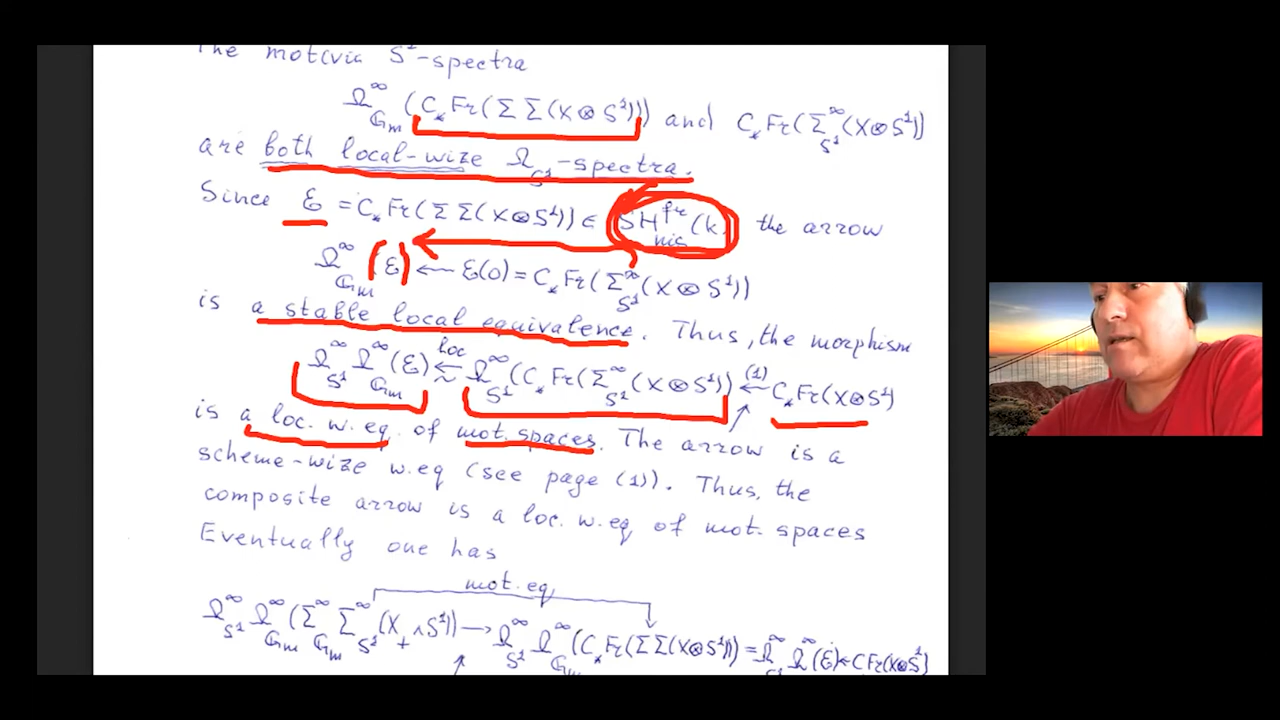 The motivic S¹-spectra
Ω^∞_{G_m}(C_*Fr(ΣΣ(X⊗S¹))) and C_*Fr(Σ^∞_{S¹}(X⊗S¹))
are both local-wize Ω_{S¹}-spectra.
Since ℰ = C_*Fr(ΣΣ(X⊗S¹)) ∈ SH^{fr}_{nis}(k) the arrow
Ω^∞_{G_m}(ℰ) ← ℰ(0) = C_*Fr(Σ^∞_{S¹}(X⊗S¹))
is a stable local equivalence. Thus, the morphism
Ω^∞_{S¹} Ω^∞_{G_m}(ℰ) ←^{loc}_∼ Ω^∞_{S¹}(C_*Fr(Σ^∞_{S¹}(X⊗S¹)) ←^{(1)} C_*Fr(X⊗S¹)
is a loc. w. eq. of mot. spaces. The arrow is a
scheme-wize w.eq (see page (1)). Thus, the
composite arrow is a loc. w. eq of mot. spaces
Eventually one has
mot. eq
Ω^∞_{S¹} Ω^∞_{G_m}(Σ^∞_{G_m} Σ^∞_{S¹}(X_+∧S¹)) → Ω^∞_{S¹} Ω^∞_{G_m}(C_*Fr(ΣΣ(X⊗S¹)) = Ω^∞_{S¹} Ω^∞(ℰ) ← CFr(X⊗S¹)